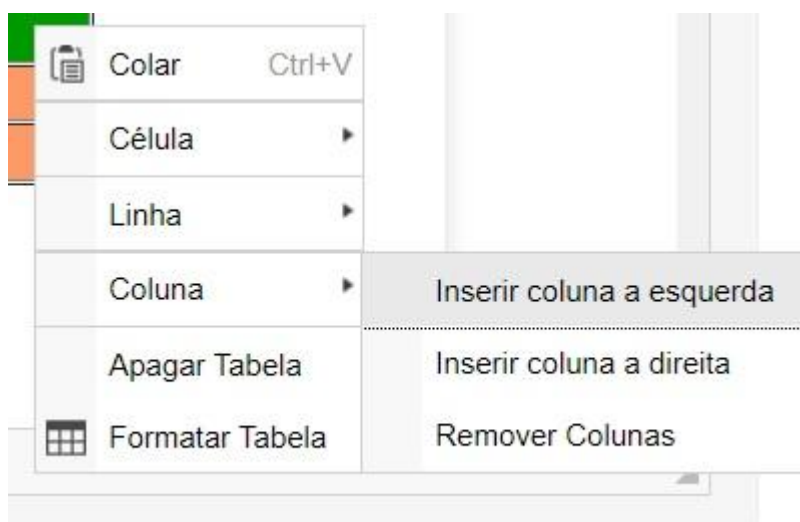 Colar Ctrl+V
Célula
Linha
Coluna
Inserir coluna a esquerda
Inserir coluna a direita
Remover Colunas
Apagar Tabela
Formatar Tabela